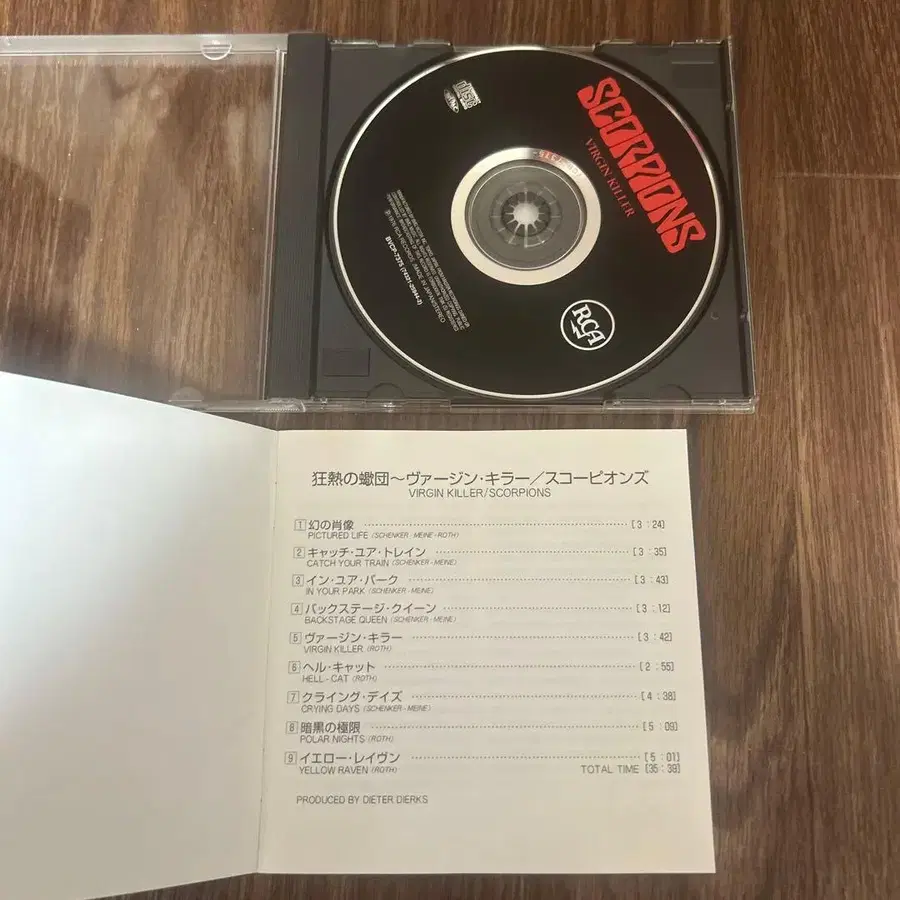 SCORPIONS
VIRGIN KILLER
RCA
BVCP-7375
狂熱の蠍団～ヴァージン・キラー／スコーピオンズ
VIRGIN KILLER/SCORPIONS
1 幻の肖像 [3:24]
PICTURED LIFE (SCHENKER・MEINE・ROTH)
2 キャッチ・ユア・トレイン [3:35]
CATCH YOUR TRAIN (SCHENKER・MEINE)
3 イン・ユア・パーク [3:43]
IN YOUR PARK (SCHENKER・MEINE)
4 バックステージ・クイーン [3:12]
BACKSTAGE QUEEN (SCHENKER・MEINE)
5 ヴァージン・キラー [3:42]
VIRGIN KILLER (ROTH)
6 ヘル・キャット [2:55]
HELL-CAT (ROTH)
7 クライング・デイズ [4:38]
CRYING DAYS (SCHENKER・MEINE)
8 暗黒の極限 [5:09]
POLAR NIGHTS (ROTH)
9 イエロー・レイヴン [5:01]
YELLOW RAVEN (ROTH) TOTAL TIME [35:39]
PRODUCED BY DIETER DIERKS